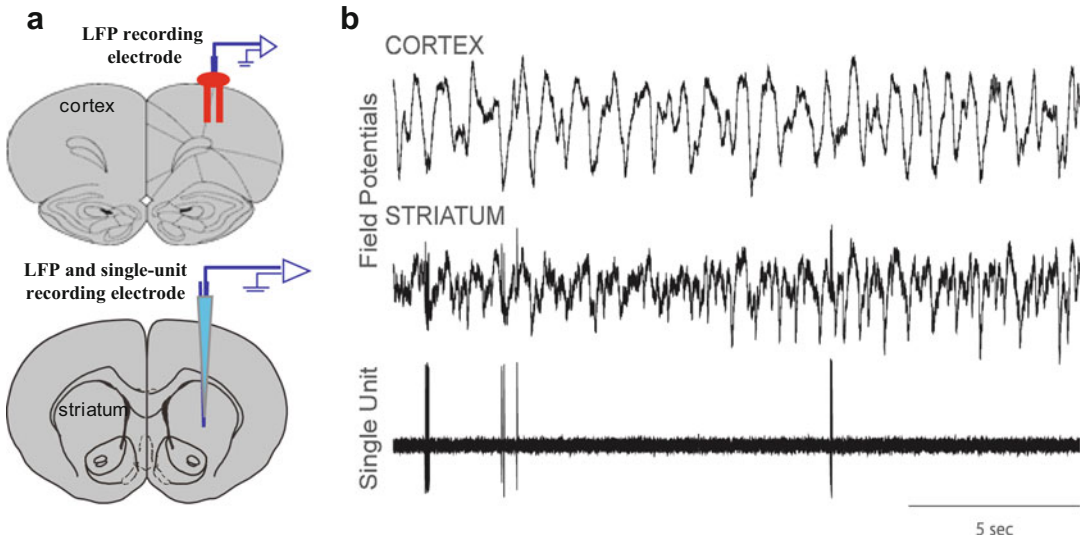 a
LFP recording
electrode
cortex
LFP and single-unit
recording electrode
striatum
b
CORTEX
STRIATUM
Field Potentials
Single Unit
5 sec